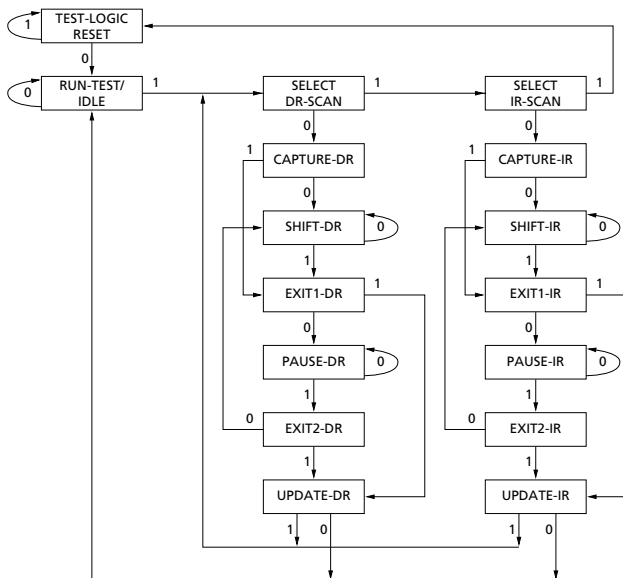 TEST-LOGIC
RESET
1
0
RUN-TEST/
IDLE
0
1
SELECT
DR-SCAN
1
SELECT
IR-SCAN
1
0
0
1
CAPTURE-DR
1
CAPTURE-IR
0
0
SHIFT-DR
0
SHIFT-IR
0
1
1
EXIT1-DR
1
EXIT1-IR
1
0
0
PAUSE-DR
0
PAUSE-IR
0
1
1
0
EXIT2-DR
0
EXIT2-IR
1
1
UPDATE-DR
UPDATE-IR
1
0
1
0